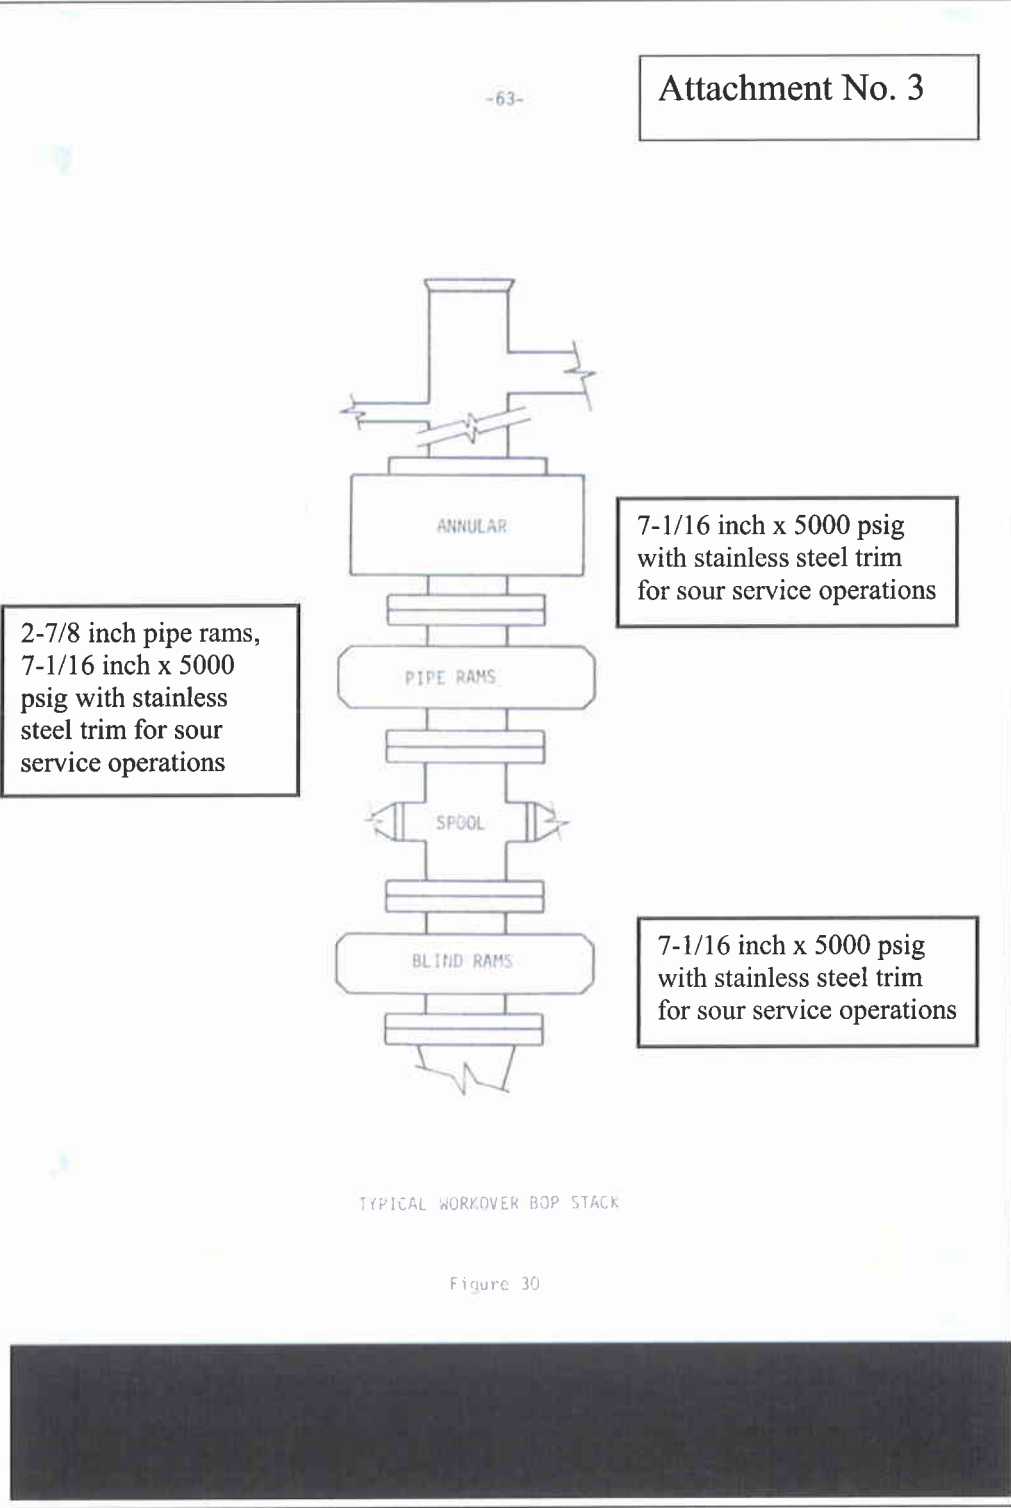 -63-
Attachment No. 3
ANNULAR
7-1/16 inch x 5000 psig
with stainless steel trim
for sour service operations
2-7/8 inch pipe rams,
7-1/16 inch x 5000
psig with stainless
steel trim for sour
service operations
PIPE RAMS
SPOOL
BLIND RAMS
7-1/16 inch x 5000 psig
with stainless steel trim
for sour service operations
TYPICAL WORKOVER BOP STACK
Figure 30